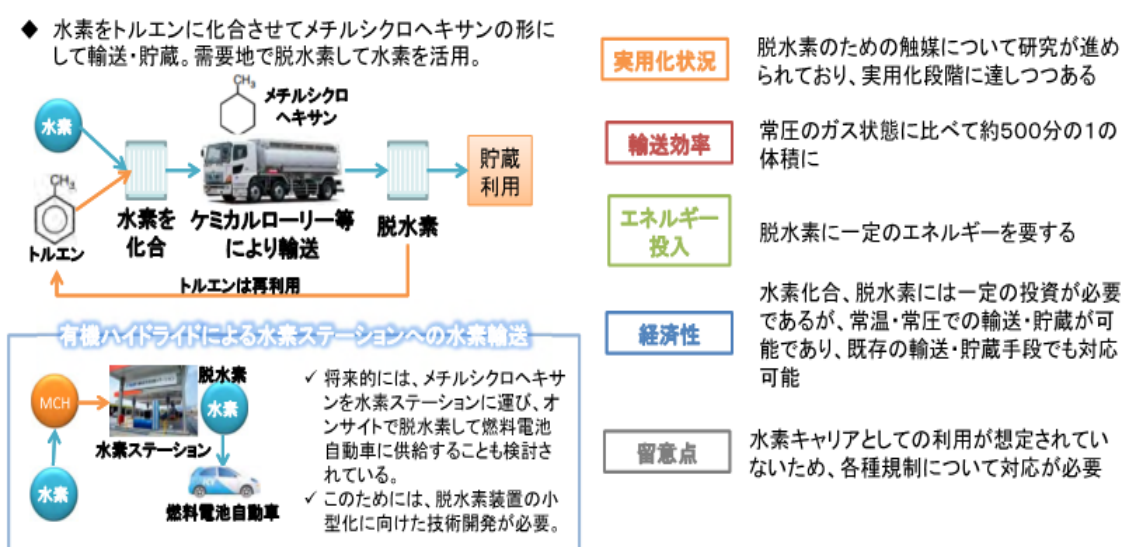 ◆ 水素をトルエンに化合させてメチルシクロヘキサンの形に
して輸送・貯蔵。需要地で脱水素して水素を活用。
CH₃
メチルシクロ
ヘキサン
水素
CH₃
トルエン
水素を
化合
ケミカルローリー等
により輸送
脱水素
貯蔵
利用
トルエンは再利用
有機ハイドライドによる水素ステーションへの水素輸送
MCH
水素
水素ステーション
脱水素
水素
燃料電池自動車
✓ 将来的には、メチルシクロヘキサ
ンを水素ステーションに運び、オ
ンサイトで脱水素して燃料電池
自動車に供給することも検討さ
れている。
✓ このためには、脱水素装置の小
型化に向けた技術開発が必要。
実用化状況
脱水素のための触媒について研究が進め
られており、実用化段階に達しつつある
輸送効率
常圧のガス状態に比べて約500分の1の
体積に
エネルギー
投入
脱水素に一定のエネルギーを要する
経済性
水素化合、脱水素には一定の投資が必要
であるが、常温・常圧での輸送・貯蔵が可
能であり、既存の輸送・貯蔵手段でも対応
可能
留意点
水素キャリアとしての利用が想定されてい
ないため、各種規制について対応が必要